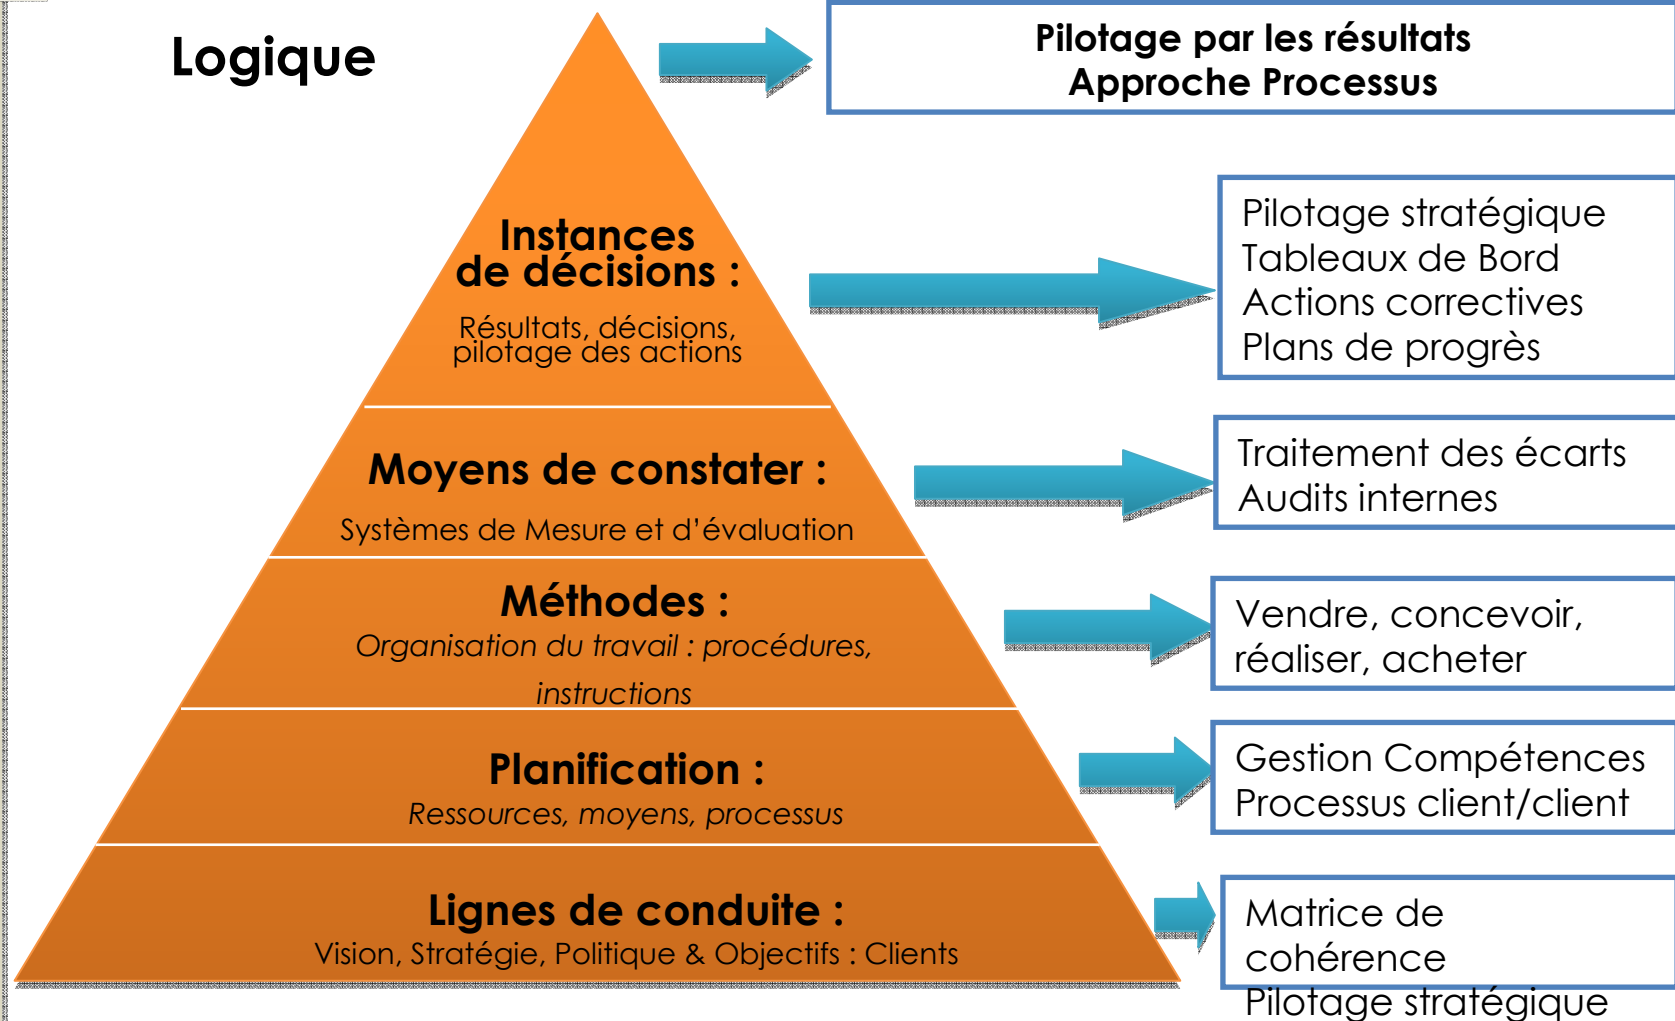 Logique
Pilotage par les résultats
Approche Processus
Instances
de décisions :
Résultats, décisions,
pilotage des actions
Pilotage stratégique
Tableaux de Bord
Actions correctives
Plans de progrès
Moyens de constater :
Systèmes de Mesure et d’évaluation
Traitement des écarts
Audits internes
Méthodes :
Organisation du travail : procédures,
instructions
Vendre, concevoir,
réaliser, acheter
Planification :
Ressources, moyens, processus
Gestion Compétences
Processus client/client
Lignes de conduite :
Vision, Stratégie, Politique & Objectifs : Clients
Matrice de
cohérence
Pilotage stratégique